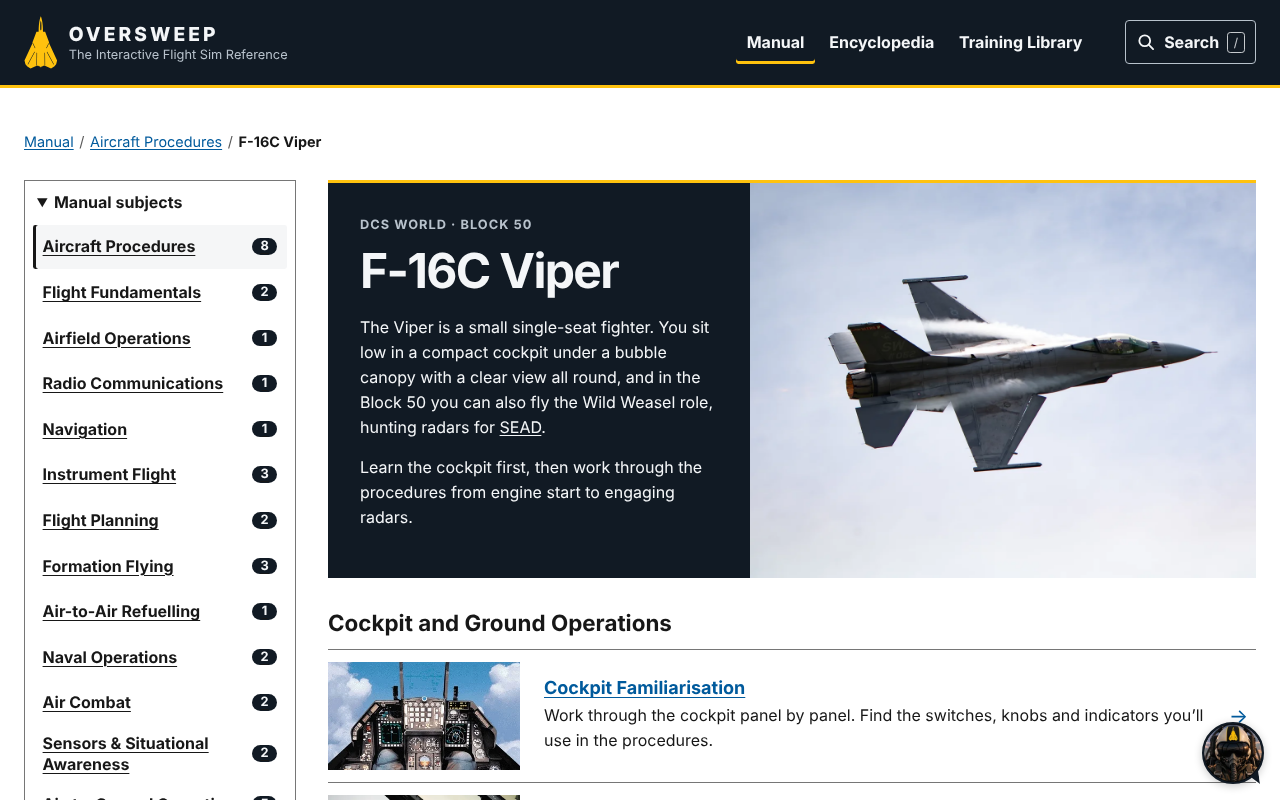 OVERSWEEP
The Interactive Flight Sim Reference
Manual
Encyclopedia
Training Library
Search /
Manual / Aircraft Procedures / F-16C Viper
▼ Manual subjects
Aircraft Procedures 8
Flight Fundamentals 2
Airfield Operations 1
Radio Communications 1
Navigation 1
Instrument Flight 3
Flight Planning 2
Formation Flying 3
Air-to-Air Refuelling 1
Naval Operations 2
Air Combat 2
Sensors & Situational
Awareness 2
DCS WORLD · BLOCK 50
F-16C Viper
The Viper is a small single-seat fighter. You sit
low in a compact cockpit under a bubble
canopy with a clear view all round, and in the
Block 50 you can also fly the Wild Weasel role,
hunting radars for SEAD.
Learn the cockpit first, then work through the
procedures from engine start to engaging
radars.
Cockpit and Ground Operations
Cockpit Familiarisation
Work through the cockpit panel by panel. Find the switches, knobs and indicators you’ll
use in the procedures.